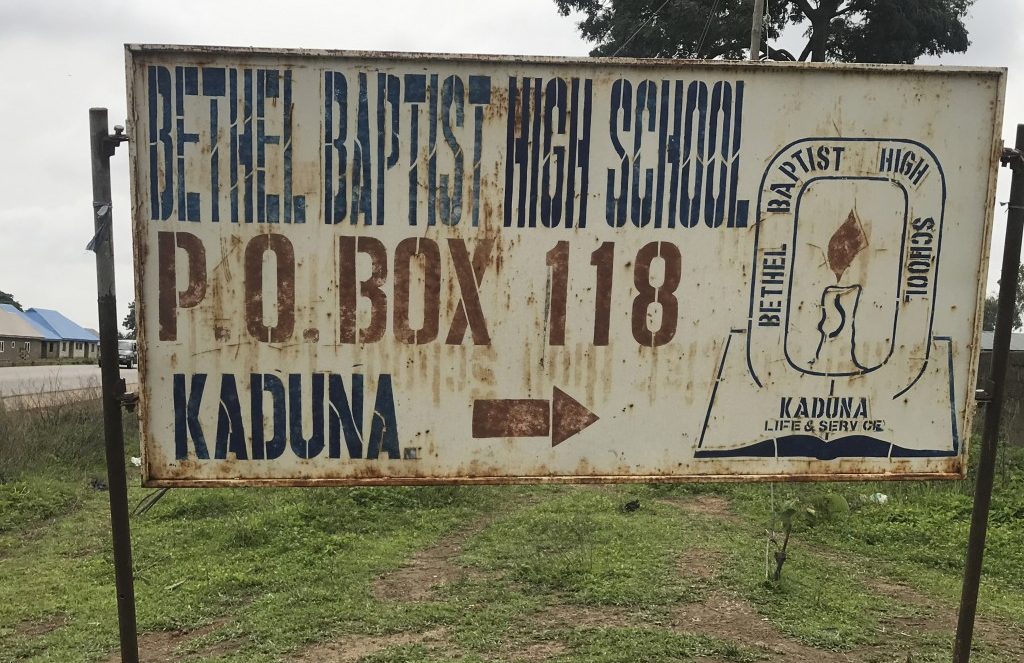 BETHEL BAPTIST HIGH SCHOOL
P.O.BOX 118
KADUNA.
BETHEL BAPTIST HIGH SCHOOL
KADUNA
LIFE & SERVICE